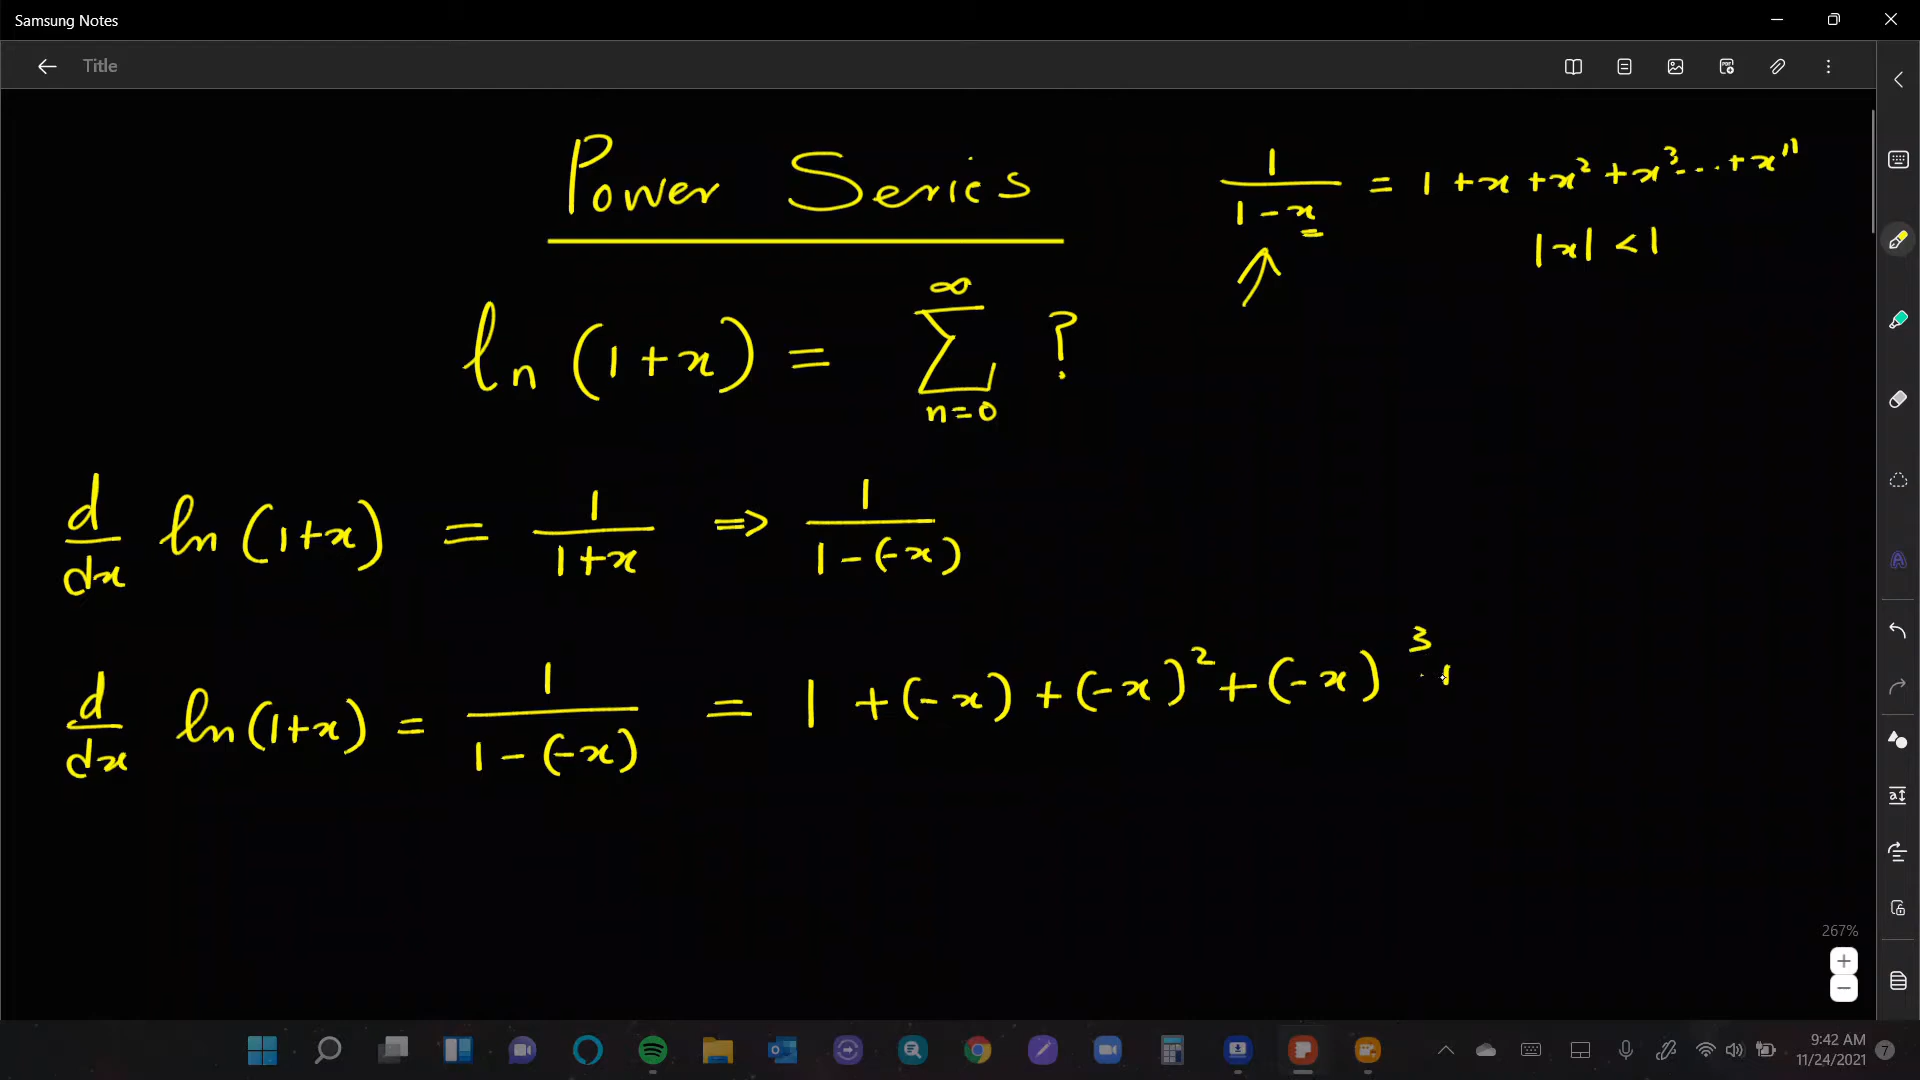 Samsung Notes
Title
Power Series
1/(1-x) = 1 + x + x² + x³ ... + xⁿ
|x| < 1
ln (1+x) = ∞ Σ n=0 ?
d/dx ln (1+x) = 1/(1+x) => 1/(1-(-x))
d/dx ln (1+x) = 1/(1-(-x)) = 1 + (-x) + (-x)² + (-x)³
267%
9:42 AM
11/24/2021
7